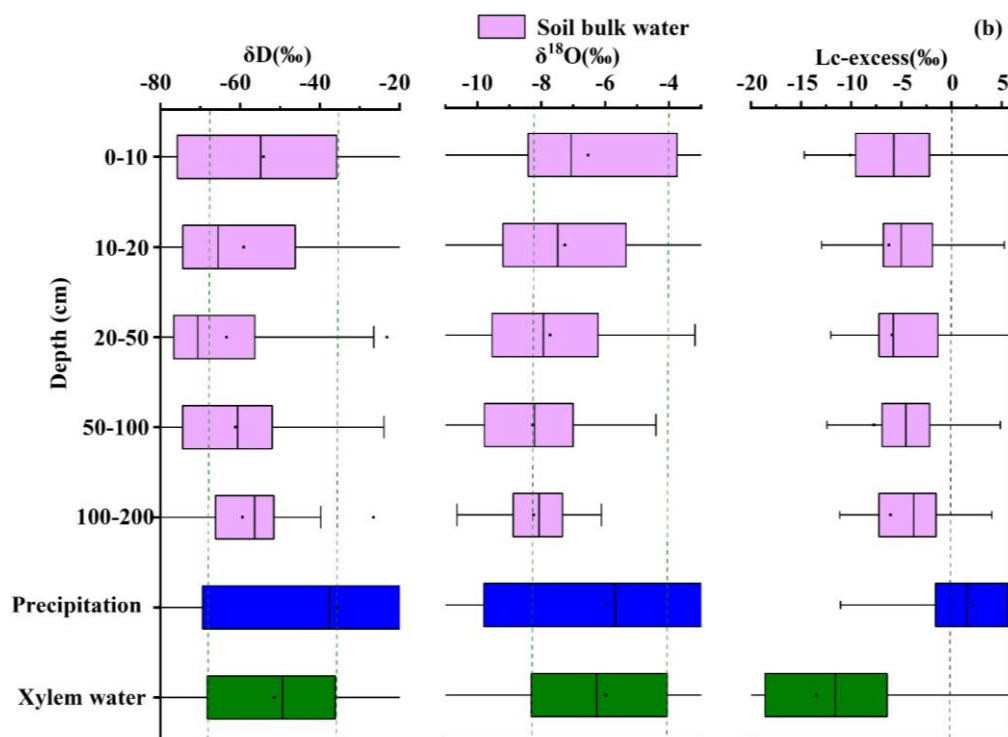 Soil bulk water
(b)
δD(‰)
δ¹⁸O(‰)
Lc-excess(‰)
-80 -60 -40 -20
-10 -8 -6 -4
-20 -15 -10 -5 0 5
Depth (cm)
0-10
10-20
20-50
50-100
100-200
Precipitation
Xylem water